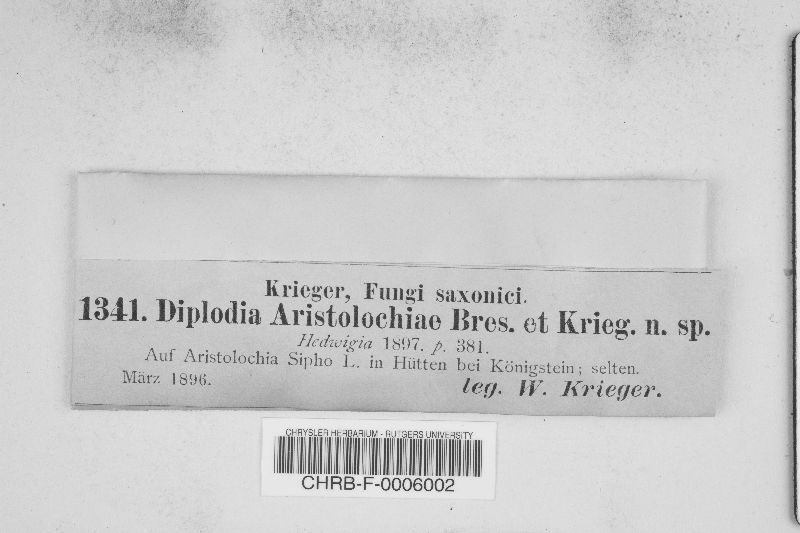 Krieger, Fungi saxonici.
1341. Diplodia Aristolochiae Bres. et Krieg. n. sp.
Hedwigia 1897. p. 381.
Auf Aristolochia Sipho L. in Hütten bei Königstein; selten.
März 1896.
leg. W. Krieger.
CHRYSLER HERBARIUM - RUTGERS UNIVERSITY
CHRB-F-0006002